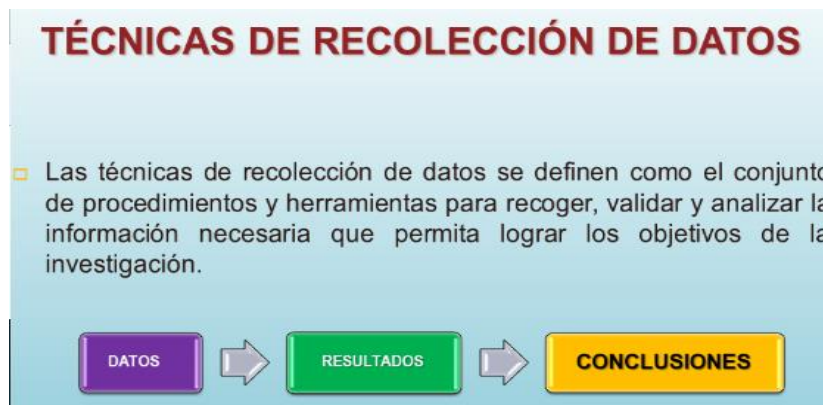 TÉCNICAS DE RECOLECCIÓN DE DATOS
Las técnicas de recolección de datos se definen como el conjunto
de procedimientos y herramientas para recoger, validar y analizar la
información necesaria que permita lograr los objetivos de la
investigación.
DATOS RESULTADOS CONCLUSIONES